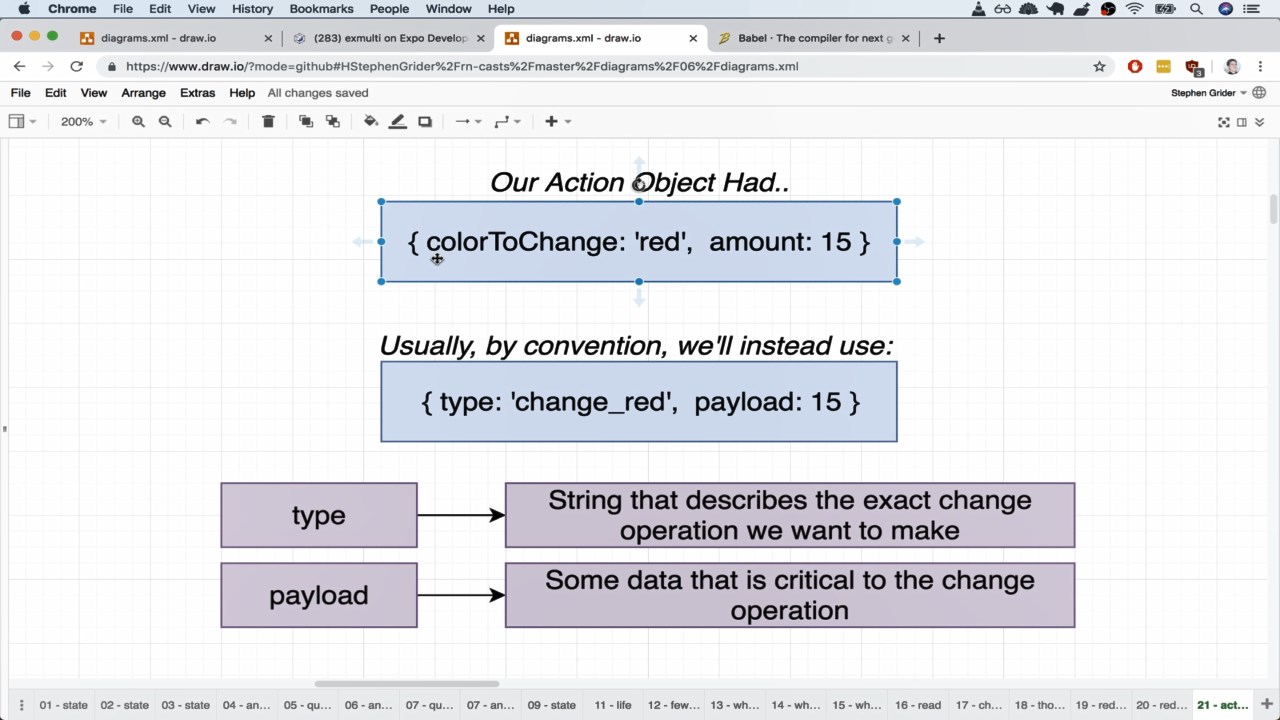 Chrome File Edit View History Bookmarks People Window Help
diagrams.xml - draw.io
(283) exmulti on Expo Develop
diagrams.xml - draw.io
Babel · The compiler for next g
https://www.draw.io/?mode=github#HStephenGrider%2Frn-casts%2Fmaster%2Fdiagrams%2F06%2Fdiagrams.xml
3
File Edit View Arrange Extras Help All changes saved
Stephen Grider
200%
Our Action Object Had..
{ colorToChange: 'red', amount: 15 }
Usually, by convention, we'll instead use:
{ type: 'change_red', payload: 15 }
type
String that describes the exact change
operation we want to make
payload
Some data that is critical to the change
operation
01 - state 02 - state 03 - state 04 - an... 05 - qu... 06 - an... 07 - qu... 07 - an... 09 - state 11 - life 12 - few... 13 - wh... 14 - wh... 15 - wh... 16 - read 17 - ch... 18 - tho... 19 - red... 20 - red... 21 - act...